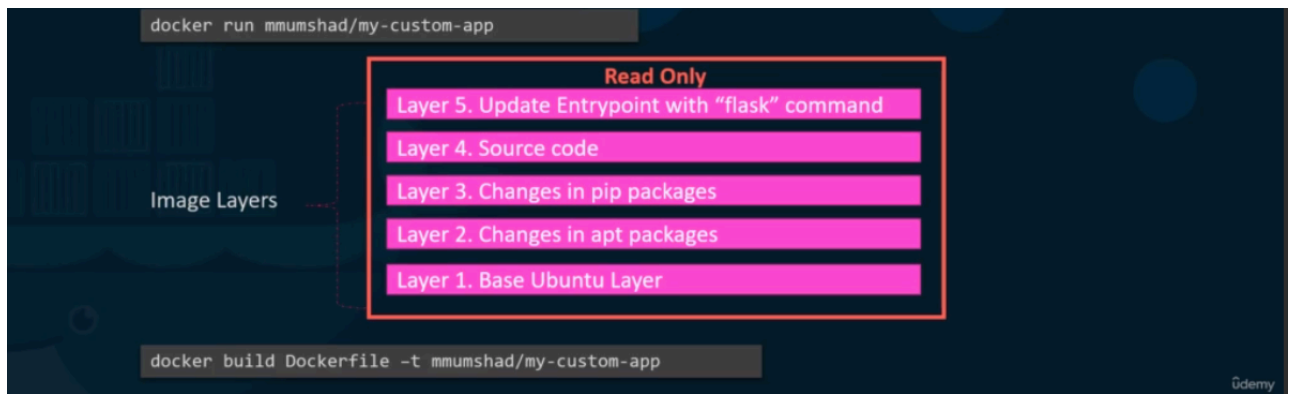 docker run mmumshad/my-custom-app
Read Only
Layer 5. Update Entrypoint with “flask” command
Layer 4. Source code
Layer 3. Changes in pip packages
Image Layers
Layer 2. Changes in apt packages
Layer 1. Base Ubuntu Layer
docker build Dockerfile –t mmumshad/my-custom-app
ûdemy